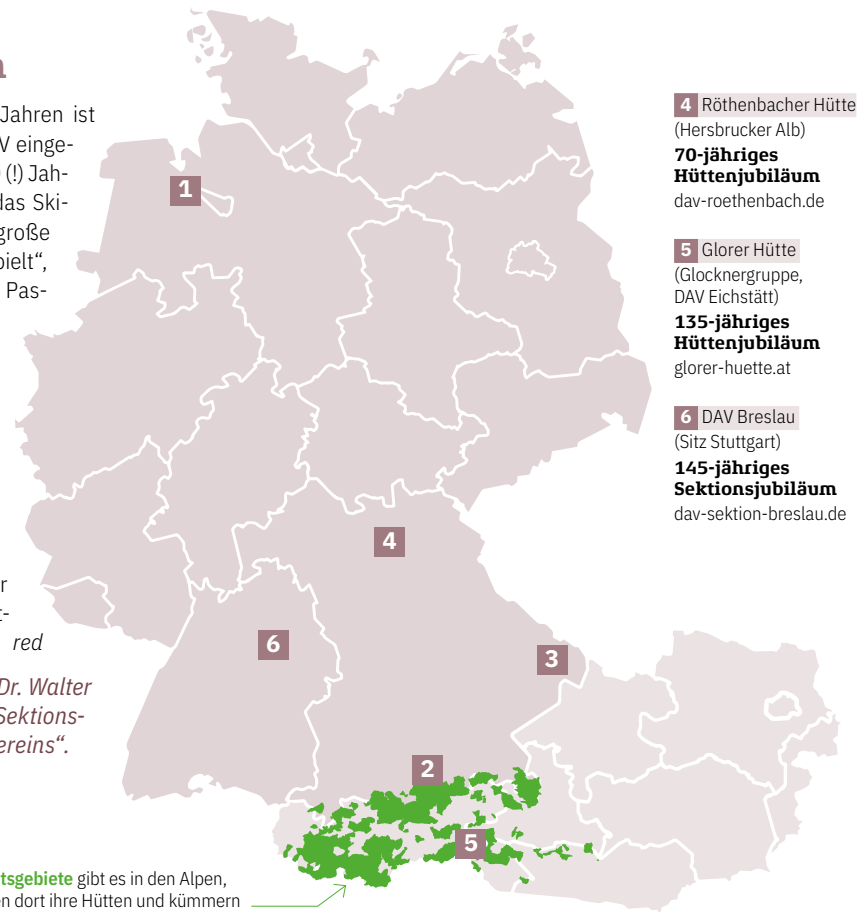 Jahren ist
V einge-
(!) Jah-
das Ski-
große
pielt“,
Pas-
r
t-
red
Dr. Walter
Sektions-
ereins“.
1
4
6
3
2
5
tsgebiete gibt es in den Alpen,
en dort ihre Hütten und kümmern
4 Röthenbacher Hütte
(Hersbrucker Alb)
70-jähriges
Hüttenjubiläum
dav-roethenbach.de
5 Glorer Hütte
(Glocknergruppe,
DAV Eichstätt)
135-jähriges
Hüttenjubiläum
glorer-huette.at
6 DAV Breslau
(Sitz Stuttgart)
145-jähriges
Sektionsjubiläum
dav-sektion-breslau.de